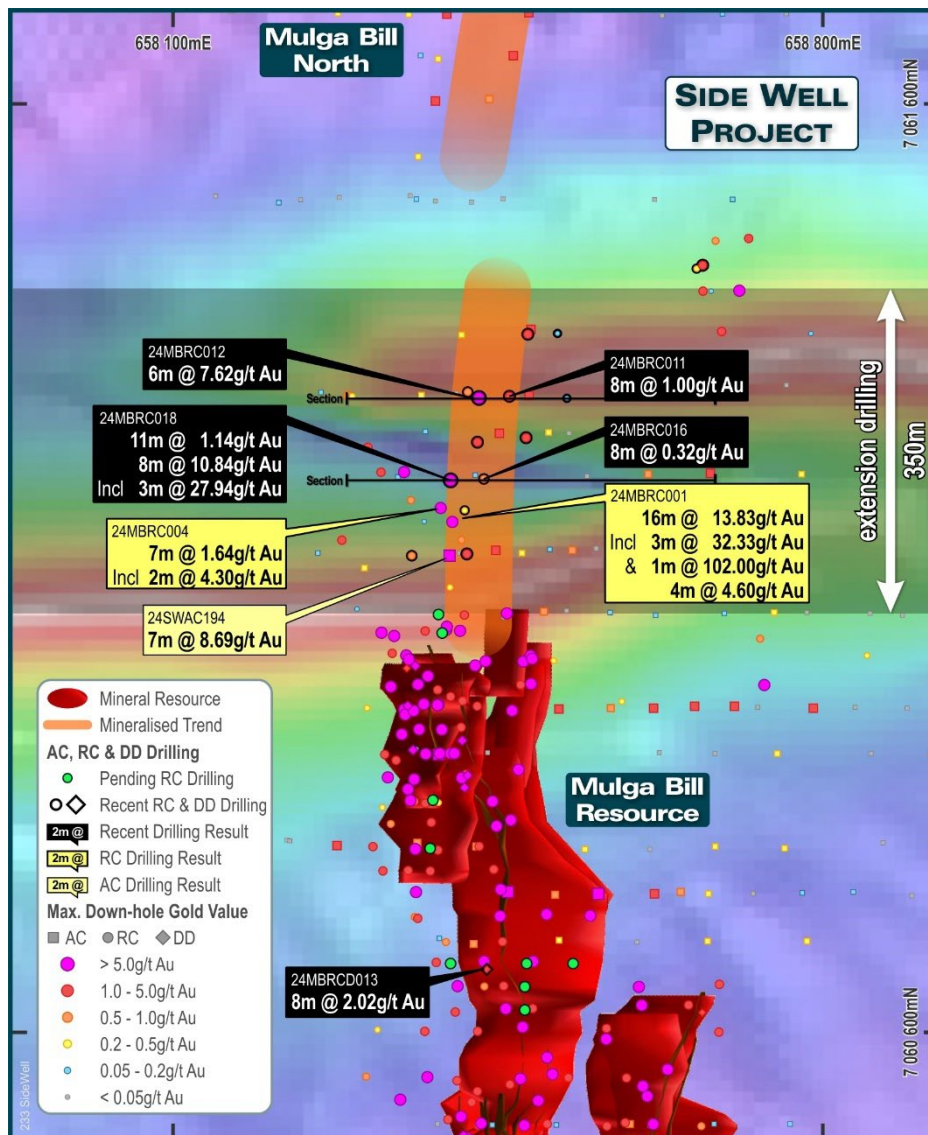 658 100mE
Mulga Bill
North
658 800mE
7 061 600mN
SIDE WELL
PROJECT
24MBRC012
6m @ 7.62g/t Au
24MBRC011
8m @ 1.00g/t Au
Section
24MBRC018
11m @ 1.14g/t Au
8m @ 10.84g/t Au
Incl 3m @ 27.94g/t Au
24MBRC016
8m @ 0.32g/t Au
Section
extension drilling
350m
24MBRC004
7m @ 1.64g/t Au
Incl 2m @ 4.30g/t Au
24MBRC001
16m @ 13.83g/t Au
Incl 3m @ 32.33g/t Au
& 1m @ 102.00g/t Au
4m @ 4.60g/t Au
24SWAC194
7m @ 8.69g/t Au
Mulga Bill
Resource
24MBRCD013
8m @ 2.02g/t Au
Mineral Resource
Mineralised Trend
AC, RC & DD Drilling
Pending RC Drilling
Recent RC & DD Drilling
2m @ Recent Drilling Result
2m @ RC Drilling Result
2m @ AC Drilling Result
Max. Down-hole Gold Value
AC RC DD
> 5.0g/t Au
1.0 - 5.0g/t Au
0.5 - 1.0g/t Au
0.2 - 0.5g/t Au
0.05 - 0.2g/t Au
< 0.05g/t Au
7 060 600mN
233 SideWell